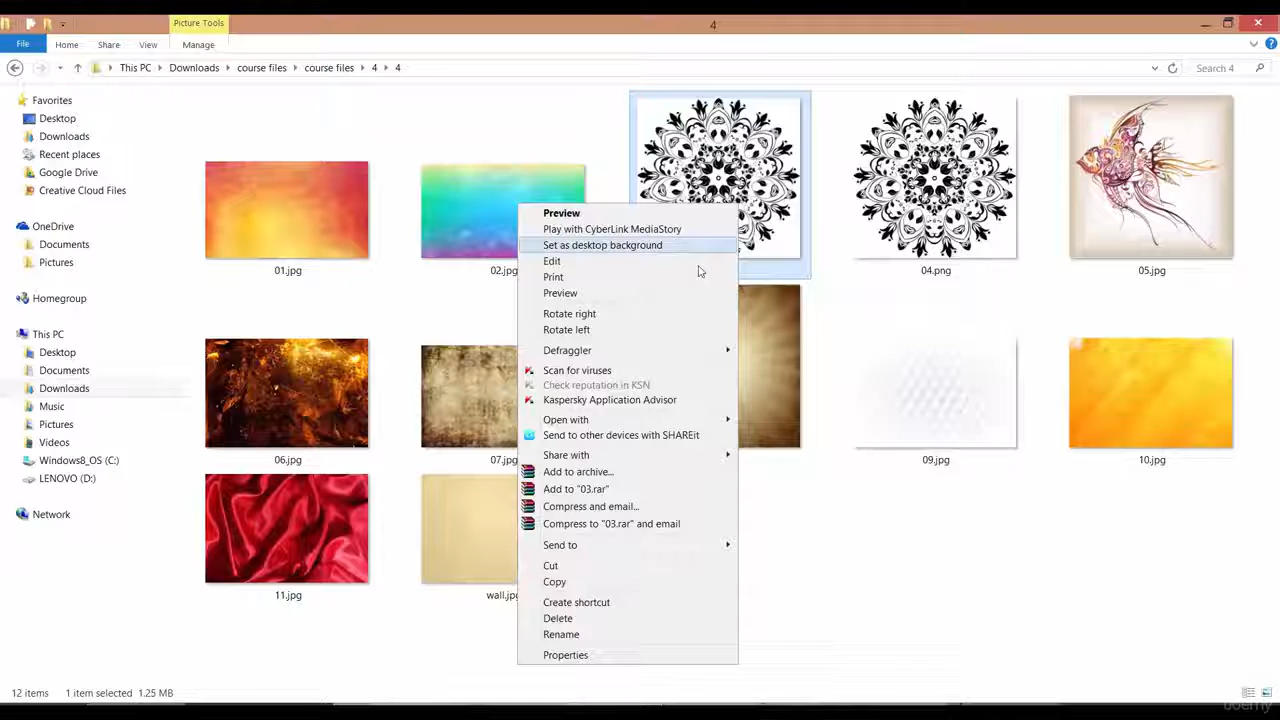 Picture Tools
4
File
Home
Share
View
Manage
This PC
Downloads
course files
course files
4
4
Search 4
Favorites
Desktop
Downloads
Recent places
Google Drive
Creative Cloud Files
OneDrive
Documents
Pictures
Homegroup
This PC
Desktop
Documents
Downloads
Music
Pictures
Videos
Windows8_OS (C:)
LENOVO (D:)
Network
01.jpg
02.jpg
04.png
05.jpg
06.jpg
07.jpg
09.jpg
10.jpg
11.jpg
wall.jpg
Preview
Play with CyberLink MediaStory
Set as desktop background
Edit
Print
Preview
Rotate right
Rotate left
Defraggler
Scan for viruses
Check reputation in KSN
Kaspersky Application Advisor
Open with
Send to other devices with SHAREit
Share with
Add to archive...
Add to "03.rar"
Compress and email...
Compress to "03.rar" and email
Send to
Cut
Copy
Create shortcut
Delete
Rename
Properties
12 items
1 item selected 1.25 MB
udemy